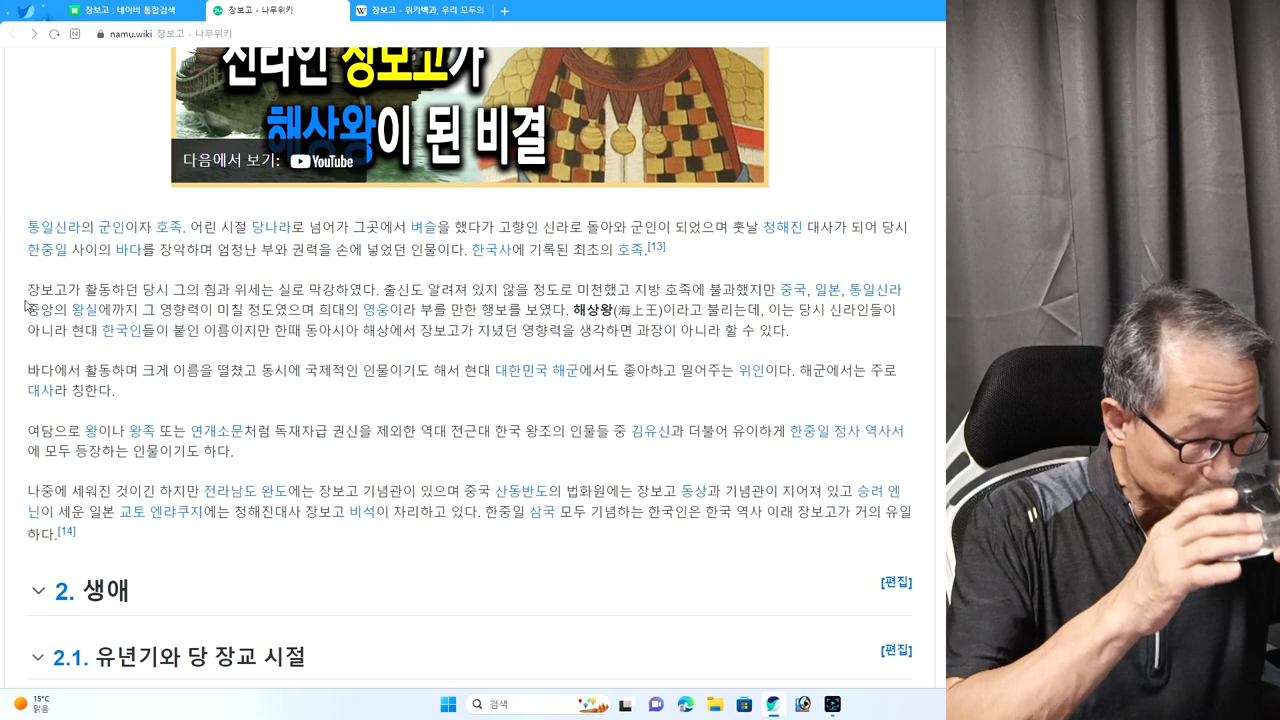 장보고 : 네이버 통합검색
장보고 - 나무위키
장보고 - 위키백과, 우리 모두의
namu.wiki 장보고 - 나무위키
신라인 장보고가
해상왕이 된 비결
다음에서 보기: YouTube
통일신라의 군인이자 호족. 어린 시절 당나라로 넘어가 그곳에서 벼슬을 했다가 고향인 신라로 돌아와 군인이 되었으며 훗날 청해진 대사가 되어 당시
한중일 사이의 바다를 장악하며 엄청난 부와 권력을 손에 넣었던 인물이다. 한국사에 기록된 최초의 호족.[13]
장보고가 활동하던 당시 그의 힘과 위세는 실로 막강하였다. 출신도 알려져 있지 않을 정도로 미천했고 지방 호족에 불과했지만 중국, 일본, 통일신라
중앙의 왕실에까지 그 영향력이 미칠 정도였으며 희대의 영웅이라 부를 만한 행보를 보였다. 해상왕(海上王)이라고 불리는데, 이는 당시 신라인들이
아니라 현대 한국인들이 붙인 이름이지만 한때 동아시아 해상에서 장보고가 지녔던 영향력을 생각하면 과장이 아니라 할 수 있다.
바다에서 활동하며 크게 이름을 떨쳤고 동시에 국제적인 인물이기도 해서 현대 대한민국 해군에서도 좋아하고 밀어주는 위인이다. 해군에서는 주로
대사라 칭한다.
여담으로 왕이나 왕족 또는 연개소문처럼 독재자급 권신을 제외한 역대 전근대 한국 왕조의 인물들 중 김유신과 더불어 유이하게 한중일 정사 역사서
에 모두 등장하는 인물이기도 하다.
나중에 세워진 것이긴 하지만 전라남도 완도에는 장보고 기념관이 있으며 중국 산동반도의 법화원에는 장보고 동상과 기념관이 지어져 있고 승려 엔
닌이 세운 일본 교토 엔랴쿠지에는 청해진대사 장보고 비석이 자리하고 있다. 한중일 삼국 모두 기념하는 한국인은 한국 역사 이래 장보고가 거의 유일
하다.[14]
2. 생애 [편집]
2.1. 유년기와 당 장교 시절 [편집]
15°C
맑음
검색